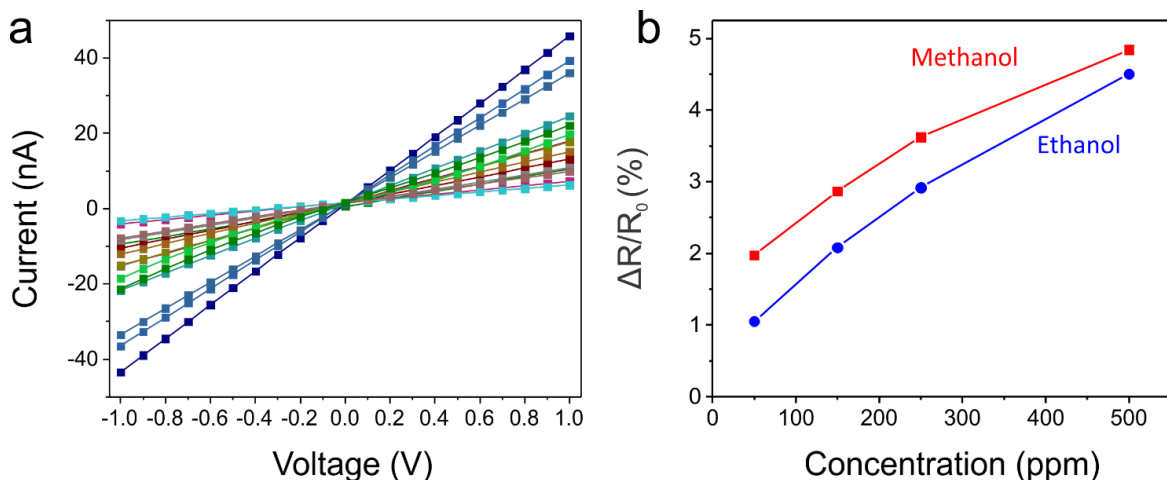 a
40
20
0
-20
-40
Current (nA)
-1.0 -0.8 -0.6 -0.4 -0.2 0.0 0.2 0.4 0.6 0.8 1.0
Voltage (V)
b
5
4
3
2
1
0
ΔR/R₀ (%)
Methanol
Ethanol
0 100 200 300 400 500
Concentration (ppm)